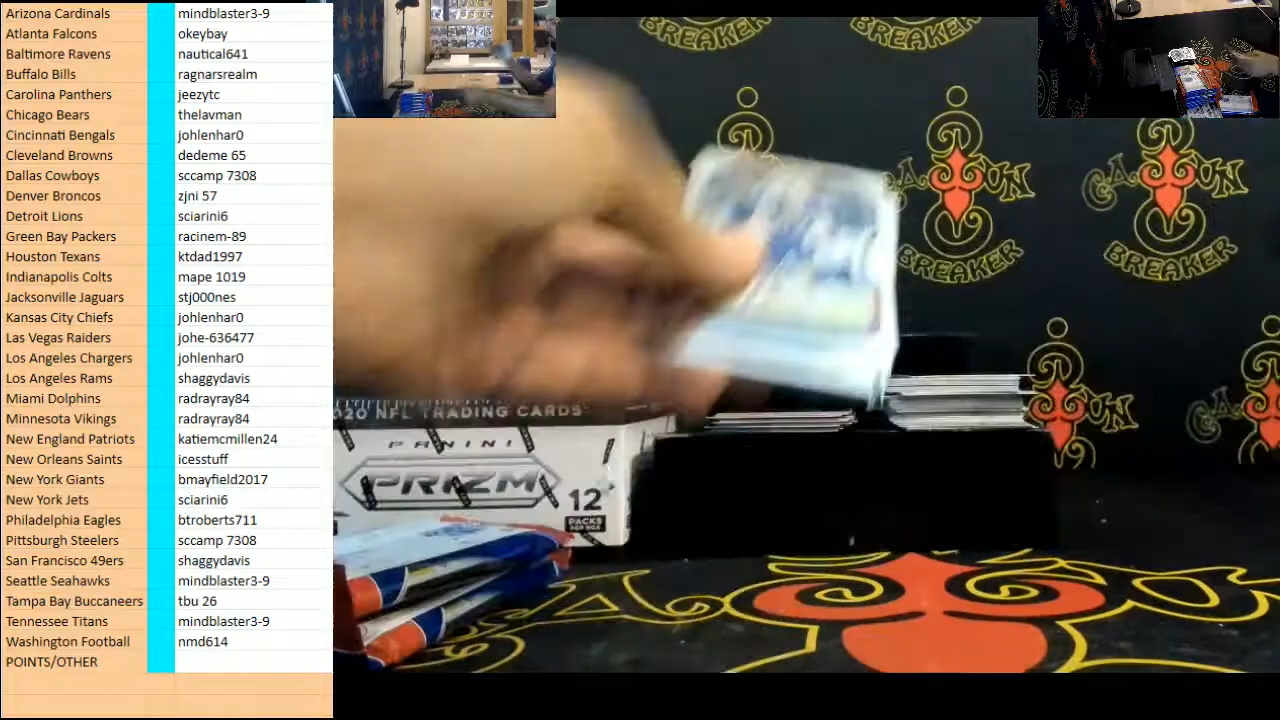 Arizona Cardinals mindblaster3-9
Atlanta Falcons okeybay
Baltimore Ravens nautical641
Buffalo Bills ragnarsrealm
Carolina Panthers jeezytc
Chicago Bears thelavman
Cincinnati Bengals johlenhar0
Cleveland Browns dedeme 65
Dallas Cowboys sccamp 7308
Denver Broncos zjni 57
Detroit Lions sciarini6
Green Bay Packers racinem-89
Houston Texans ktdad1997
Indianapolis Colts mape 1019
Jacksonville Jaguars stj000nes
Kansas City Chiefs johlenhar0
Las Vegas Raiders johe-636477
Los Angeles Chargers johlenhar0
Los Angeles Rams shaggydavis
Miami Dolphins radrayray84
Minnesota Vikings radrayray84
New England Patriots katiemcmillen24
New Orleans Saints icesstuff
New York Giants bmayfield2017
New York Jets sciarini6
Philadelphia Eagles btroberts711
Pittsburgh Steelers sccamp 7308
San Francisco 49ers shaggydavis
Seattle Seahawks mindblaster3-9
Tampa Bay Buccaneers tbu 26
Tennessee Titans mindblaster3-9
Washington Football nmd614
POINTS/OTHER
BREAKER
BREAKER
CAJUN
BREAKER
CAJUN
BREAKER
2020 NFL TRADING CARDS
PANINI
PRIZM
12
PACKS
PER BOX